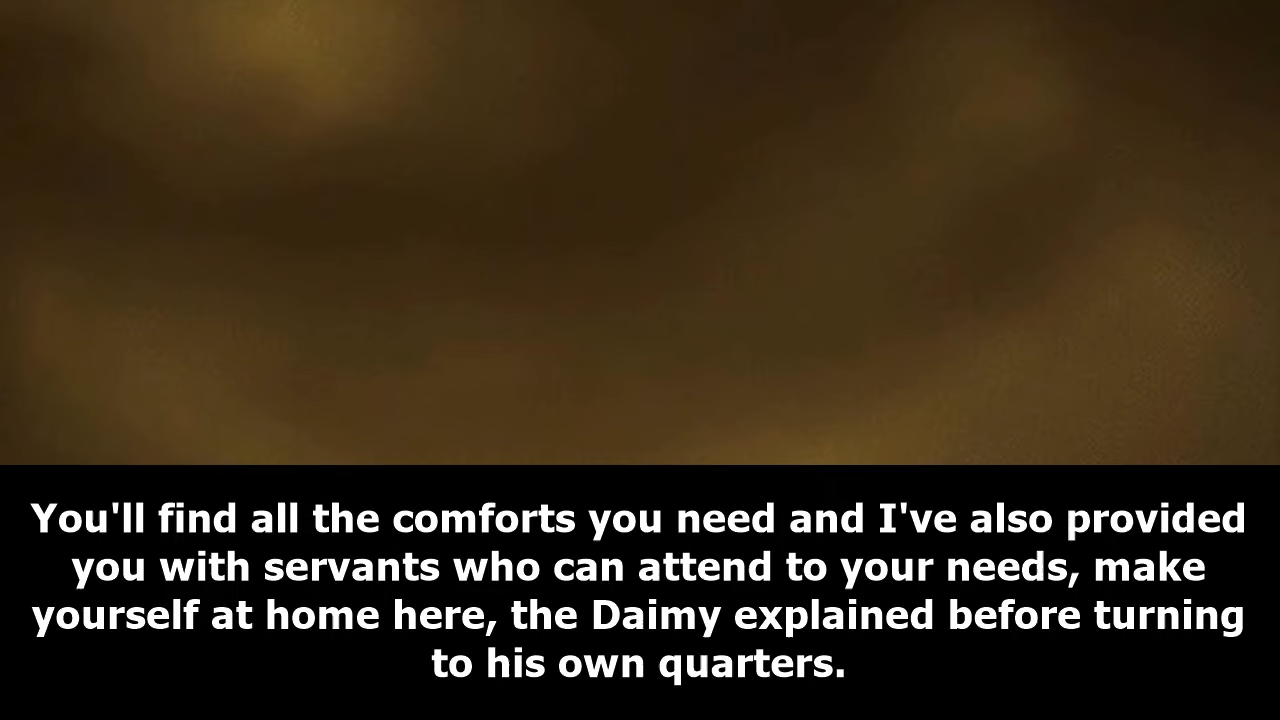 You'll find all the comforts you need and I've also provided
you with servants who can attend to your needs, make
yourself at home here, the Daimy explained before turning
to his own quarters.